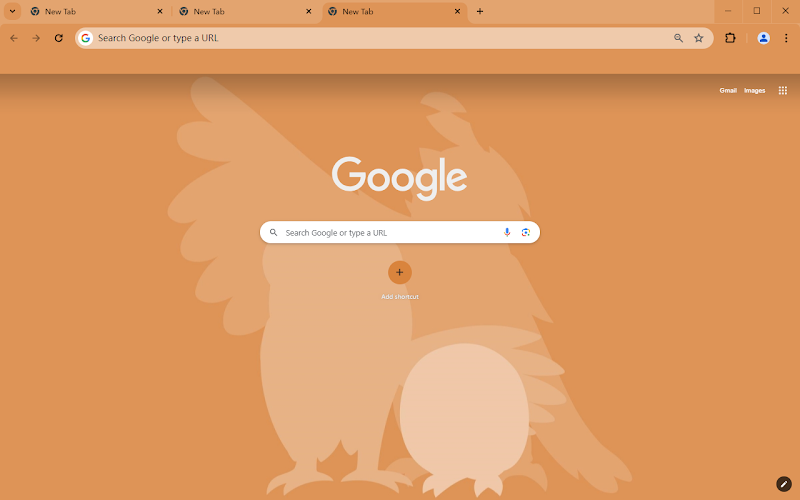 New Tab
New Tab
New Tab
Search Google or type a URL
Gmail
Images
Google
Search Google or type a URL
Add shortcut